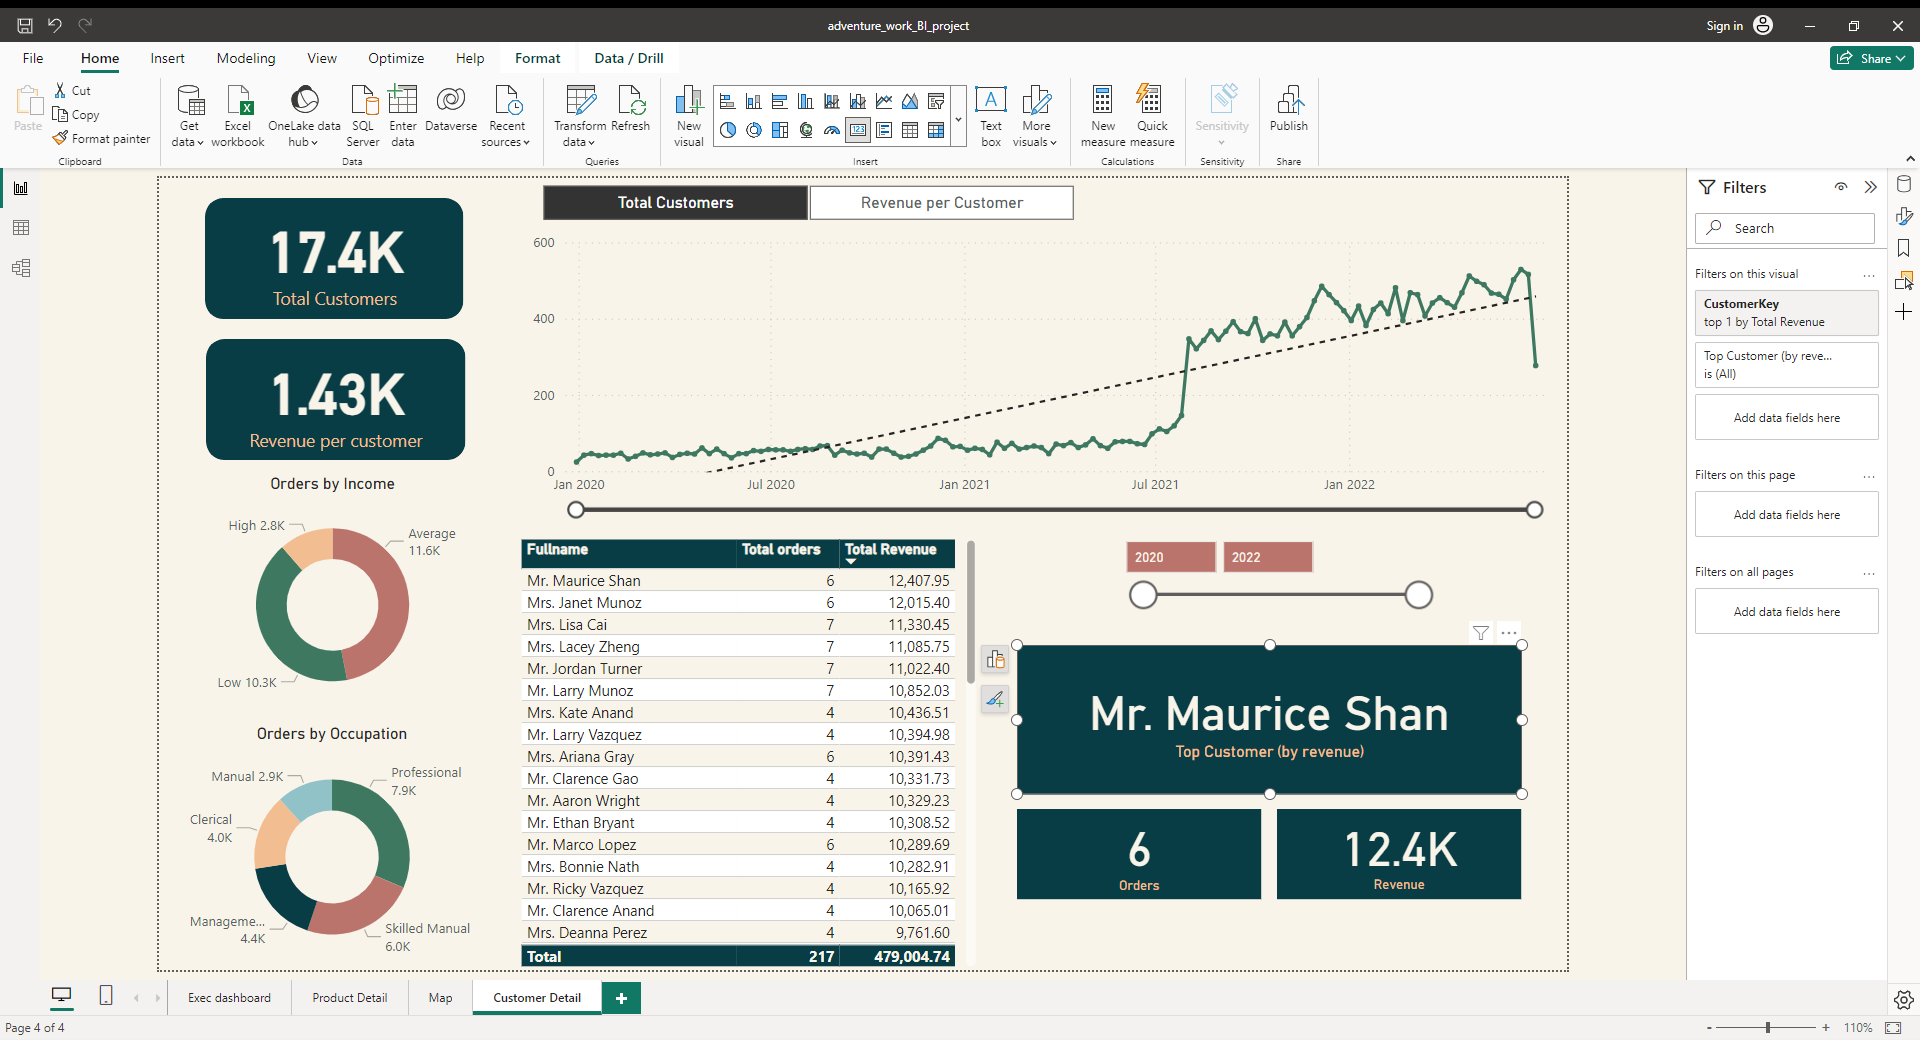 adventure_work_BI_project
Sign in
File Home Insert Modeling View Optimize Help Format Data / Drill
Share
Paste
Cut
Copy
Format painter
Clipboard
Get data
Excel workbook
OneLake data hub
SQL Server
Enter data
Dataverse
Recent sources
Data
Transform data
Refresh
Queries
New visual
123
Text box
More visuals
Insert
New measure
Quick measure
Calculations
Sensitivity
Sensitivity
Publish
Share
17.4K
Total Customers
1.43K
Revenue per customer
Total Customers
Revenue per Customer
600
400
200
0
Jan 2020 Jul 2020 Jan 2021 Jul 2021 Jan 2022
Orders by Income
High 2.8K
Average
11.6K
Low 10.3K
Orders by Occupation
Manual 2.9K
Professional
7.9K
Clerical
4.0K
Manageme...
4.4K
Skilled Manual
6.0K
Fullname Total orders Total Revenue
Mr. Maurice Shan 6 12,407.95
Mrs. Janet Munoz 6 12,015.40
Mrs. Lisa Cai 7 11,330.45
Mrs. Lacey Zheng 7 11,085.75
Mr. Jordan Turner 7 11,022.40
Mr. Larry Munoz 7 10,852.03
Mrs. Kate Anand 4 10,436.51
Mr. Larry Vazquez 4 10,394.98
Mrs. Ariana Gray 6 10,391.43
Mr. Clarence Gao 4 10,331.73
Mr. Aaron Wright 4 10,329.23
Mr. Ethan Bryant 4 10,308.52
Mr. Marco Lopez 6 10,289.69
Mrs. Bonnie Nath 4 10,282.91
Mr. Ricky Vazquez 4 10,165.92
Mr. Clarence Anand 4 10,065.01
Mrs. Deanna Perez 4 9,761.60
Total 217 479,004.74
2020
2022
Mr. Maurice Shan
Top Customer (by revenue)
6
Orders
12.4K
Revenue
Filters
Search
Filters on this visual
CustomerKey
top 1 by Total Revenue
Top Customer (by reve...
is (All)
Add data fields here
Filters on this page
Add data fields here
Filters on all pages
Add data fields here
Exec dashboard Product Detail Map Customer Detail
Page 4 of 4
110%